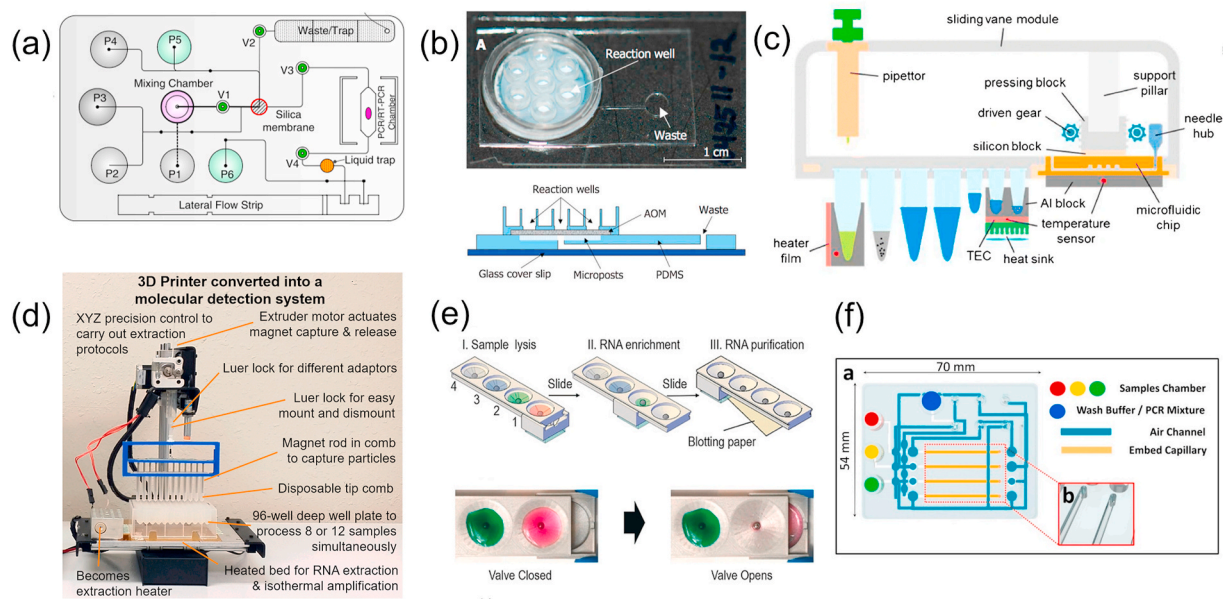 (a)
P4
P5
V2
Waste/Trap
Mixing Chamber
V3
P3
V1
Silica
membrane
PCR/RT-PCR
Chamber
V4
Liquid trap
P2
P1
P6
Lateral Flow Strip
(b)
A
Reaction well
Waste
1 cm
Reaction wells
AOM
Waste
Glass cover slip
Microposts
PDMS
(c)
sliding vane module
pipettor
pressing block
support
pillar
driven gear
needle
hub
silicon block
Al block
microfluidic
chip
temperature
sensor
heater
film
TEC
heat sink
(d)
3D Printer converted into a
molecular detection system
XYZ precision control to
carry out extraction
protocols
Extruder motor actuates
magnet capture & release
Luer lock for different adaptors
Luer lock for easy
mount and dismount
Magnet rod in comb
to capture particles
Disposable tip comb
96-well deep well plate to
process 8 or 12 samples
simultaneously
Becomes
extraction heater
Heated bed for RNA extraction
& isothermal amplification
(e)
I. Sample lysis
II. RNA enrichment
III. RNA purification
4
3
2
1
Slide
Slide
Blotting paper
Valve Closed
Valve Opens
(f)
a
70 mm
54 mm
Samples Chamber
Wash Buffer / PCR Mixture
Air Channel
Embed Capillary
b